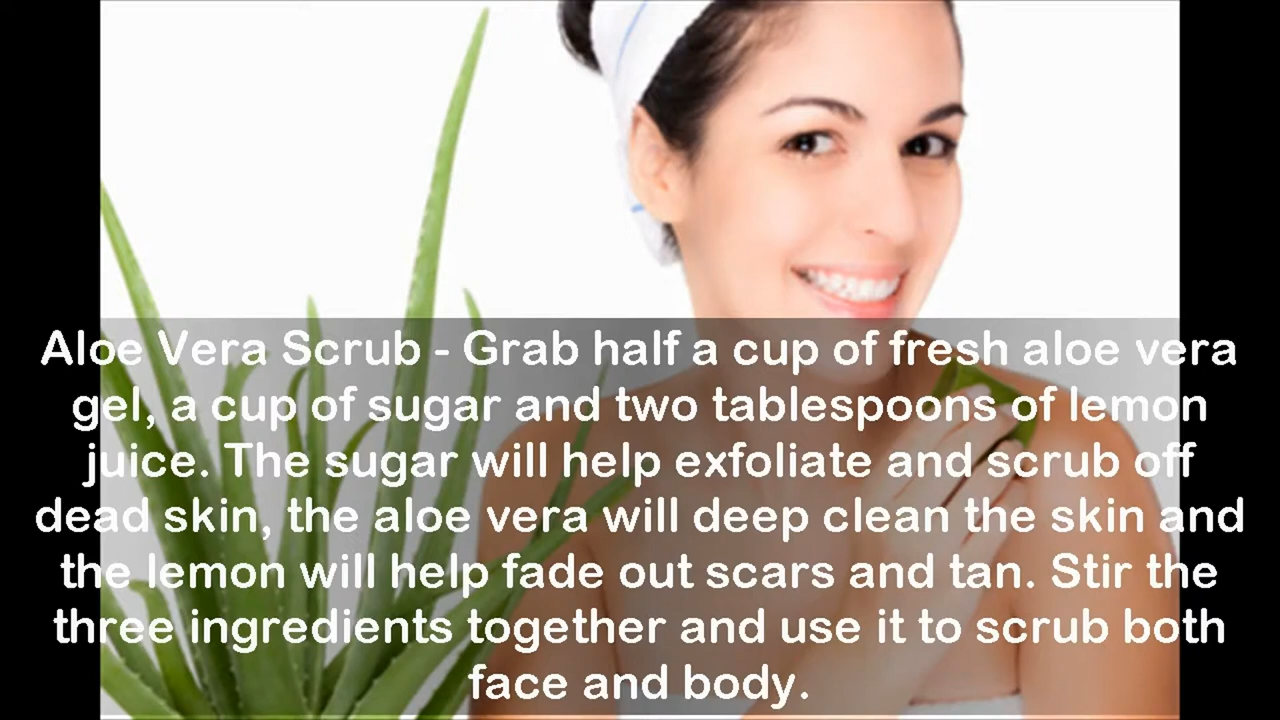 Aloe Vera Scrub - Grab half a cup of fresh aloe vera
gel, a cup of sugar and two tablespoons of lemon
juice. The sugar will help exfoliate and scrub off
dead skin, the aloe vera will deep clean the skin and
the lemon will help fade out scars and tan. Stir the
three ingredients together and use it to scrub both
face and body.